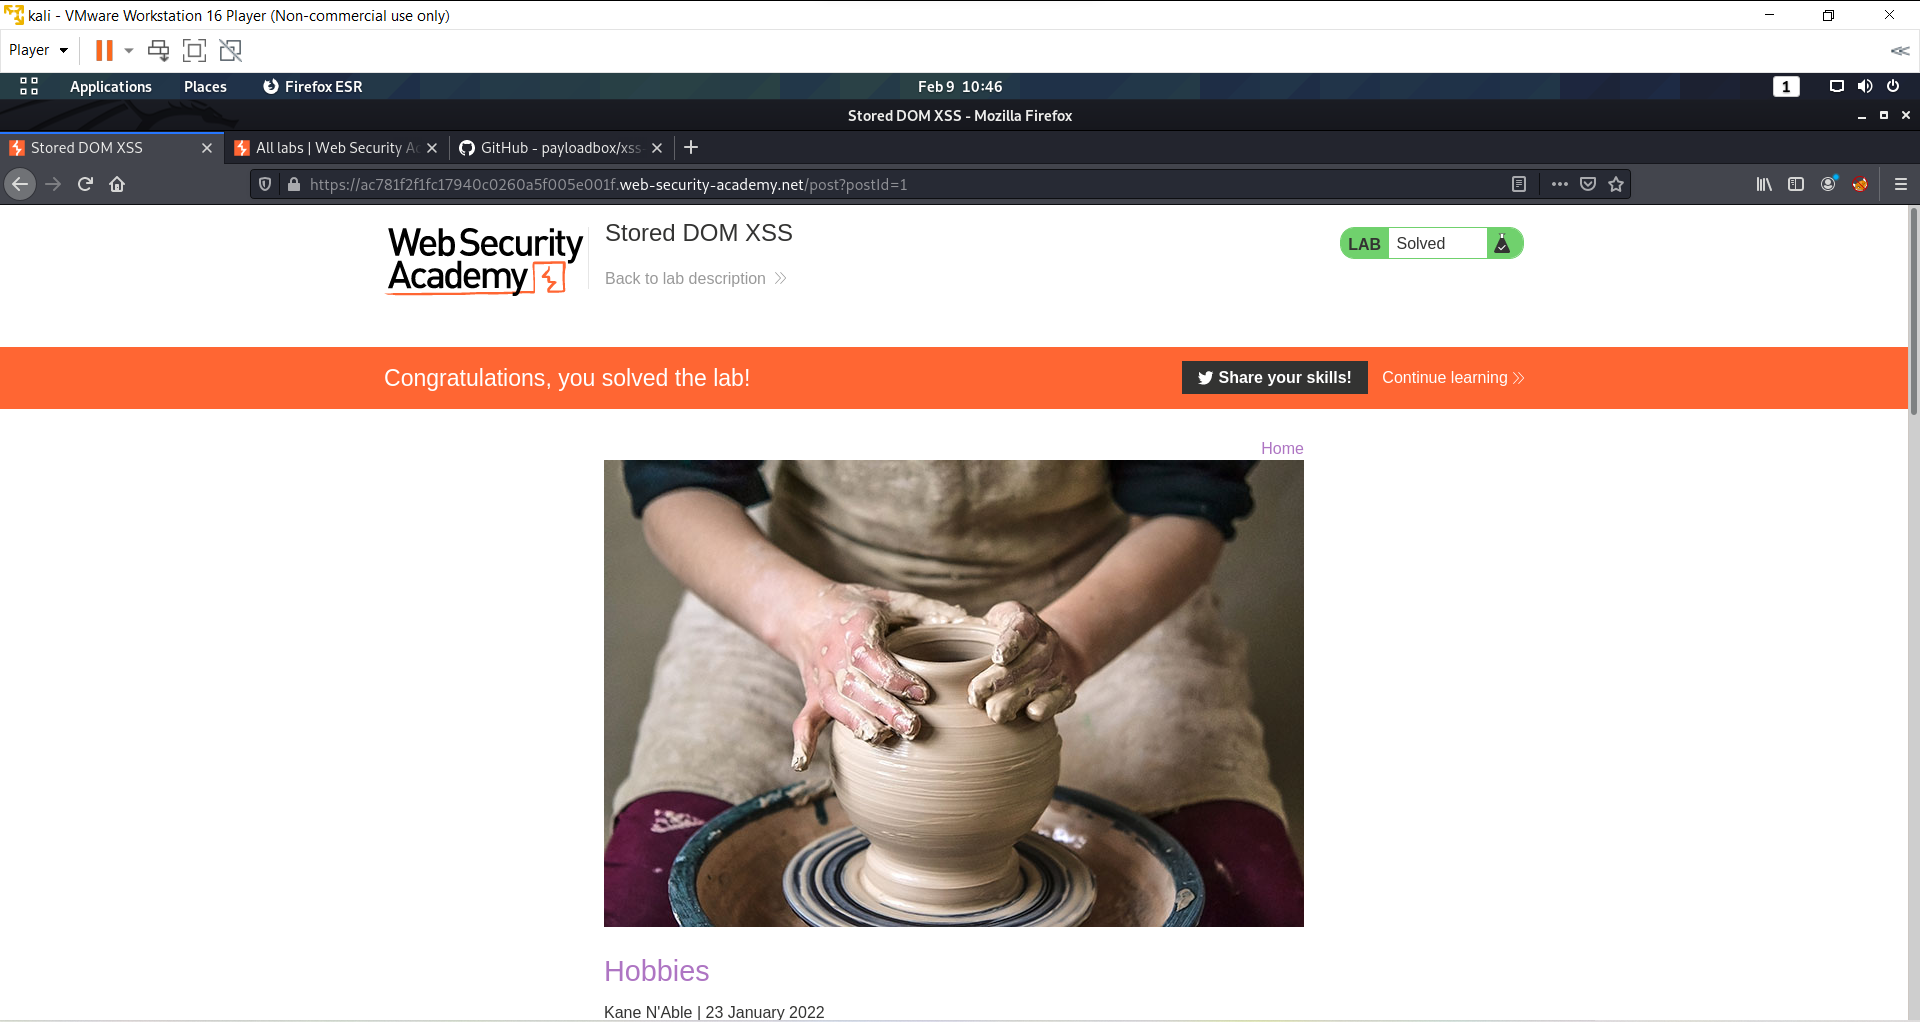 kali - VMware Workstation 16 Player (Non-commercial use only)
Player
Applications Places Firefox ESR Feb 9 10:46 1
Stored DOM XSS - Mozilla Firefox
Stored DOM XSS All labs | Web Security Ac GitHub - payloadbox/xss
https://ac781f2f1fc17940c0260a5f005e001f.web-security-academy.net/post?postId=1
Web Security
Academy
Stored DOM XSS
Back to lab description
LAB Solved
Congratulations, you solved the lab!
Share your skills! Continue learning
Home
Hobbies
Kane N'Able | 23 January 2022